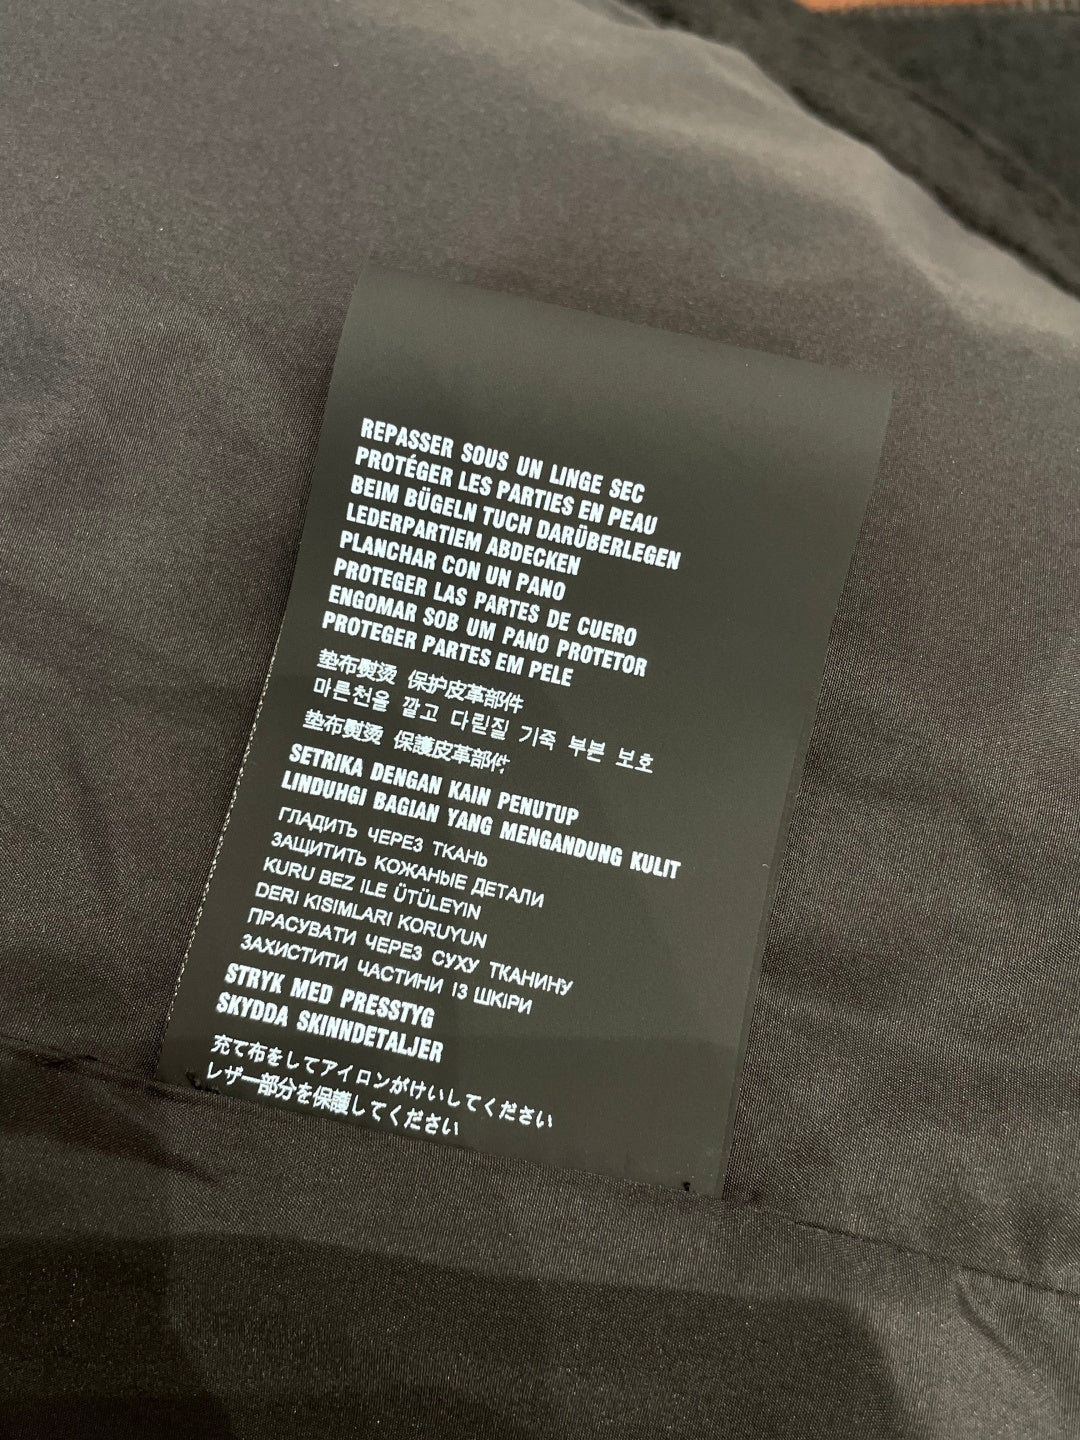 REPASSER SOUS UN LINGE SEC
PROTÉGER LES PARTIES EN PEAU
BEIM BÜGELN TUCH DARÜBERLEGEN
LEDERPARTIEM ABDECKEN
PLANCHAR CON UN PANO
PROTEGER LAS PARTES DE CUERO
ENGOMAR SOB UM PANO PROTETOR
PROTEGER PARTES EM PELE
垫布熨烫 保护皮革部件
마른천을 깔고 다림질 가죽 부분 보호
垫布熨烫 保護皮革部件
SETRIKA DENGAN KAIN PENUTUP
LINDUHGI BAGIAN YANG MENGANDUNG KULIT
ГЛАДИТЬ ЧЕРЕЗ ТКАНЬ
ЗАЩИТИТЬ КОЖАНЫЕ ДЕТАЛИ
KURU BEZ ILE ÜTÜLEYIN
DERI KISIMLARI KORUYUN
ПРАСУВАТИ ЧЕРЕЗ СУХУ ТКАНИНУ
ЗАХИСТИТИ ЧАСТИНИ ІЗ ШКІРИ
STRYK MED PRESSTYG
SKYDDA SKINNDETALJER
充て布をしてアイロンがけいしてください
レザー部分を保護してください